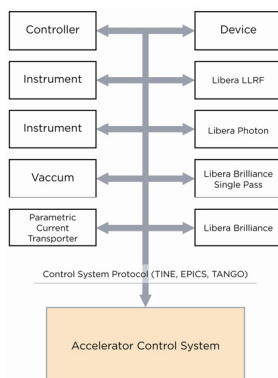 Controller
Device
Instrument
Libera LLRF
Instrument
Libera Photon
Vaccum
Libera Brilliance
Single Pass
Parametric
Current
Transporter
Libera Brilliance
Control System Protocol (TINE, EPICS, TANGO)
Accelerator Control System